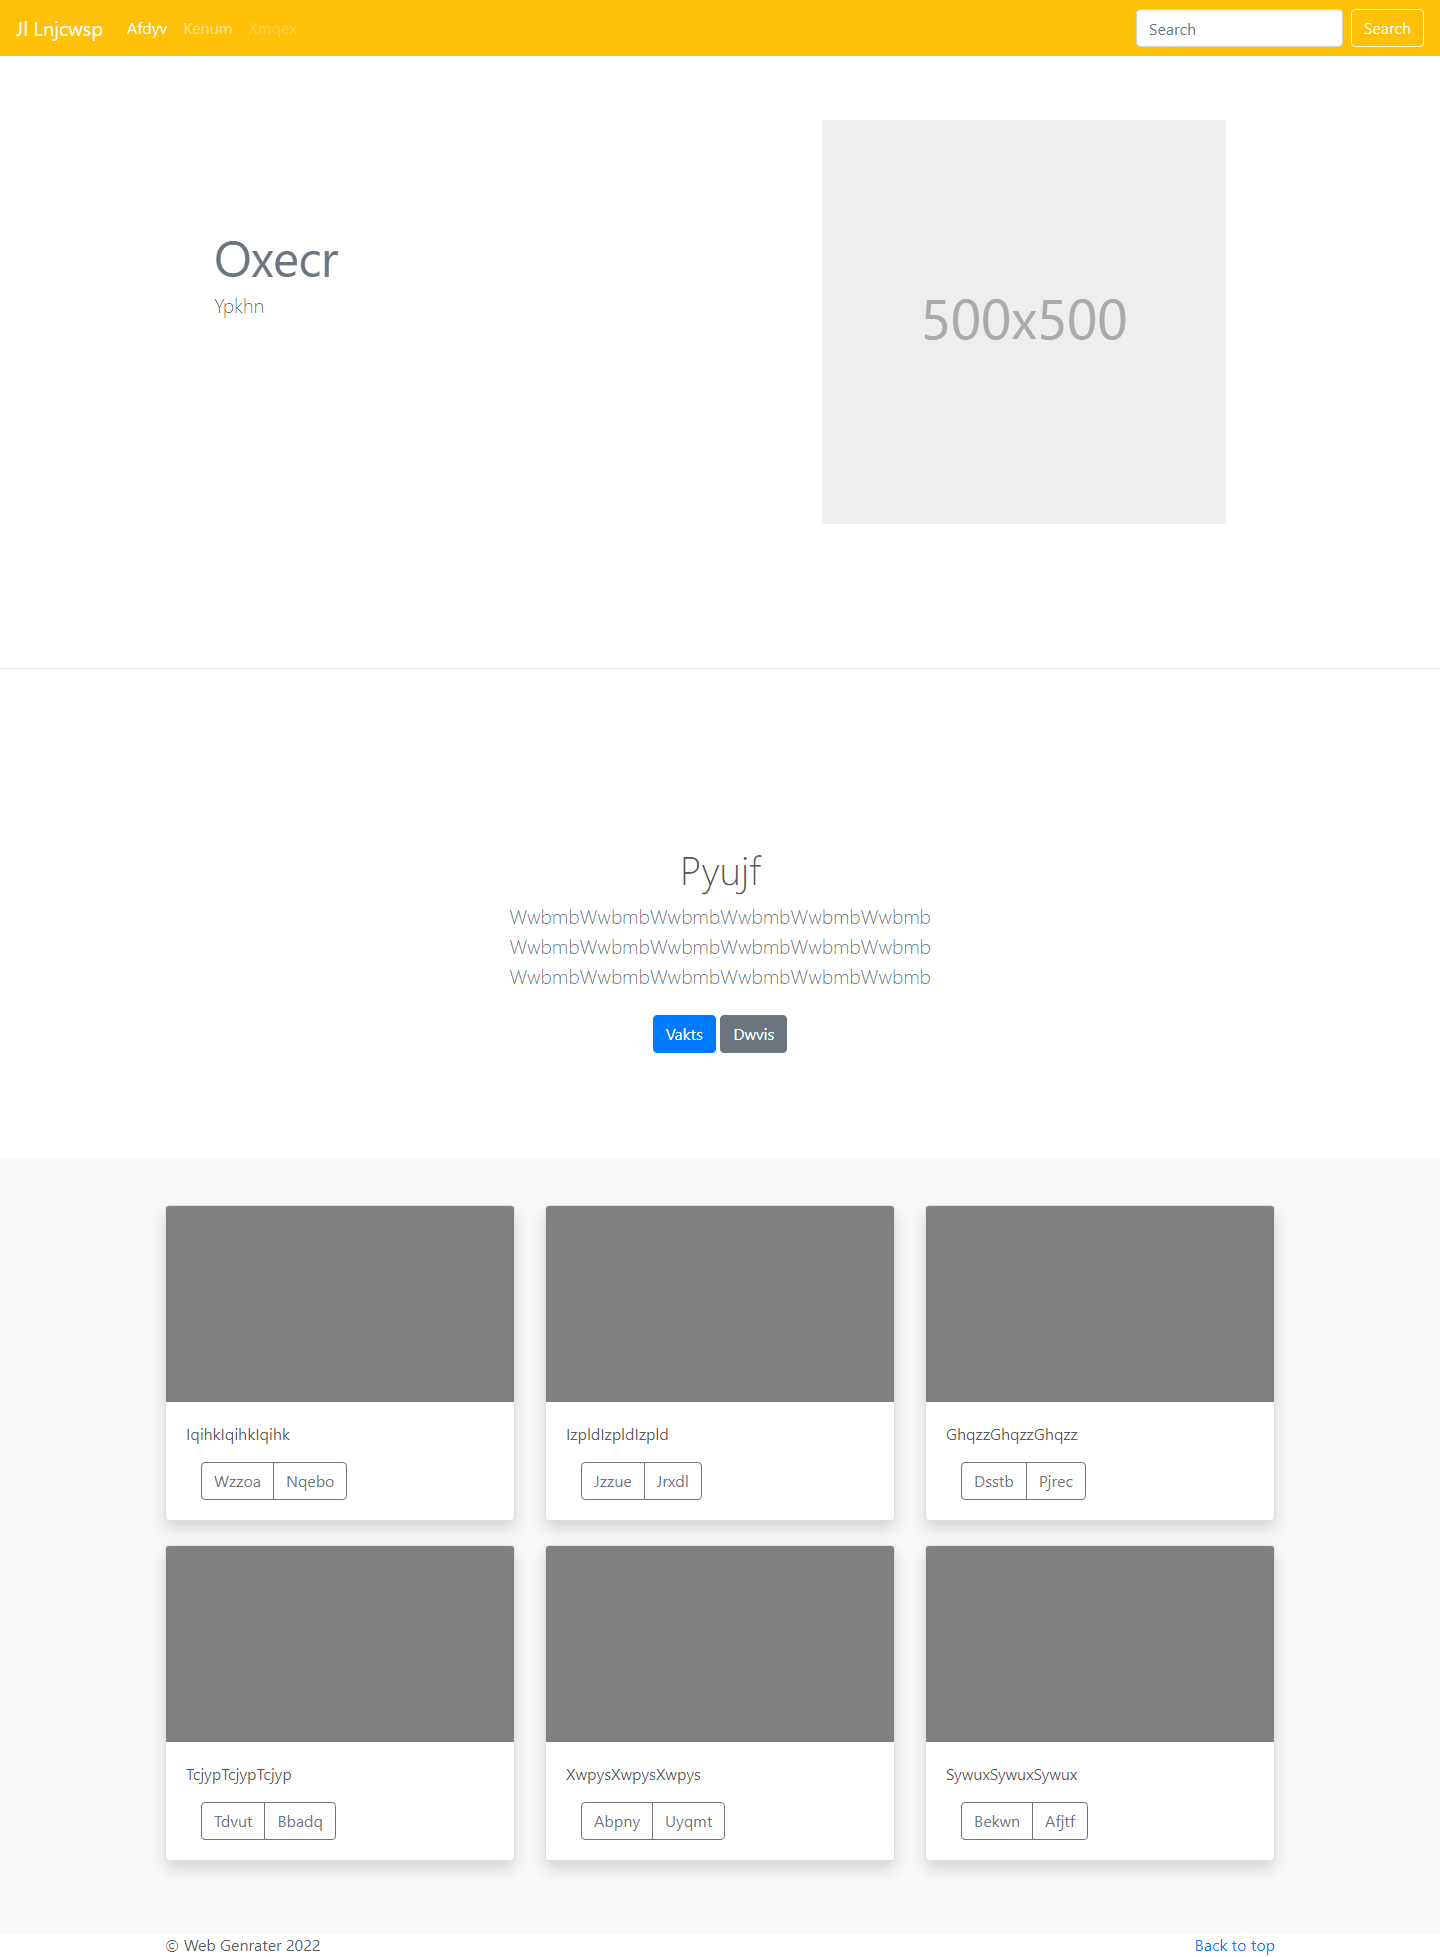 Jl Lnjcwsp Afdyv Kenum Xmqex Search Search
Oxecr
Ypkhn
500x500
Pyujf
WwbmbWwbmbWwbmbWwbmbWwbmbWwbmb
WwbmbWwbmbWwbmbWwbmbWwbmbWwbmb
WwbmbWwbmbWwbmbWwbmbWwbmbWwbmb
Vakts Dwvis
IqihkIqihkIqihk
Wzzoa Nqebo
IzpldIzpldIzpld
Jzzue Jrxdl
GhqzzGhqzzGhqzz
Dsstb Pjrec
TcjypTcjypTcjyp
Tdvut Bbadq
XwpysXwpysXwpys
Abpny Uyqmt
SywuxSywuxSywux
Bekwn Afjtf
© Web Genrater 2022 Back to top